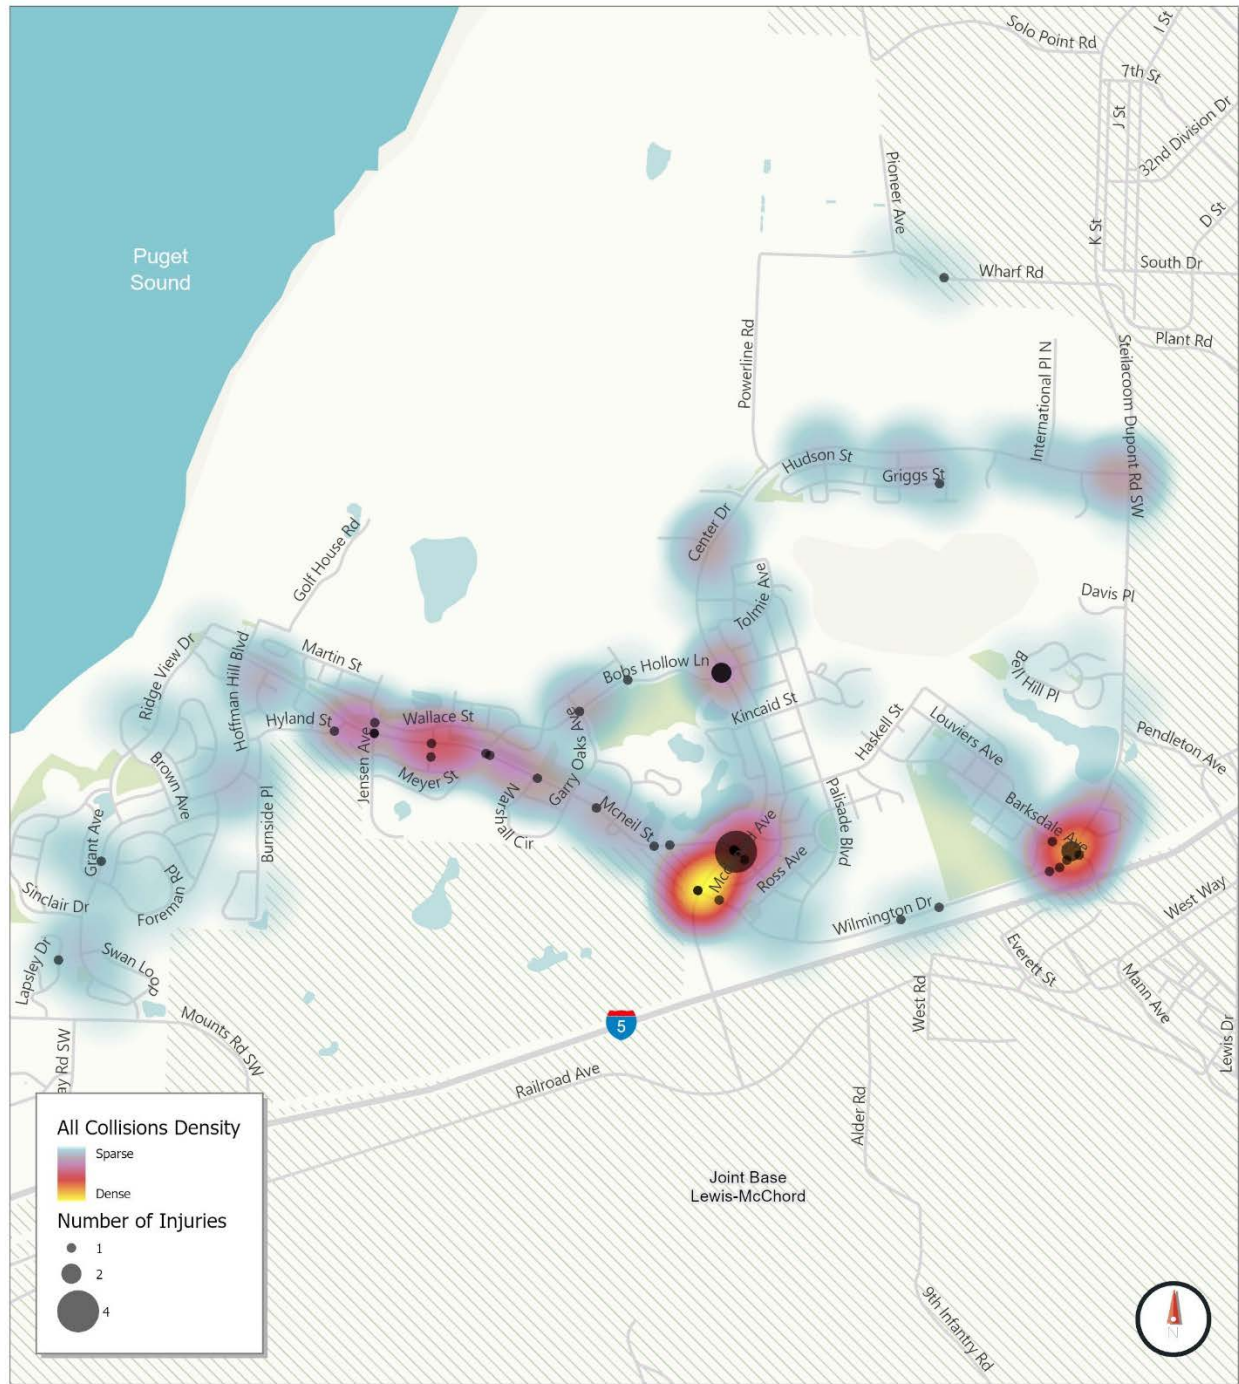 Solo Point Rd
I St
7th St
J St
32nd Division Dr
Pioneer Ave
D St
K St
Puget
Sound
South Dr
Wharf Rd
Plant Rd
Powerline Rd
International Pl N
Steilacoom Dupont Rd SW
Hudson St
Griggs St
Center Dr
Golf House Rd
Tolmie Ave
Davis Pl
Martin St
Ridge View Dr
Hoffman Hill Blvd
Bobs Hollow Ln
Bell Hill Pl
Hyland St
Wallace St
Kincaid St
Haskell St
Louviers Ave
Pendleton Ave
Jensen Ave
Meyer St
Garry Oaks Ave
Brown Ave
Marshall Cir
Palisade Blvd
Barksdale Ave
Burnside Pl
Mcneil St
Grant Ave
Ross Ave
Foreman Rd
Sinclair Dr
Wilmington Dr
West Way
Lapsley Dr
Swan Loop
Everett St
Mann Ave
West Rd
Mounts Rd SW
5
ay Rd SW
Lewis Dr
Railroad Ave
Alder Rd
All Collisions Density
Sparse
Dense
Joint Base
Lewis-McChord
Number of Injuries
1
2
4
9th Infantry Rd
N